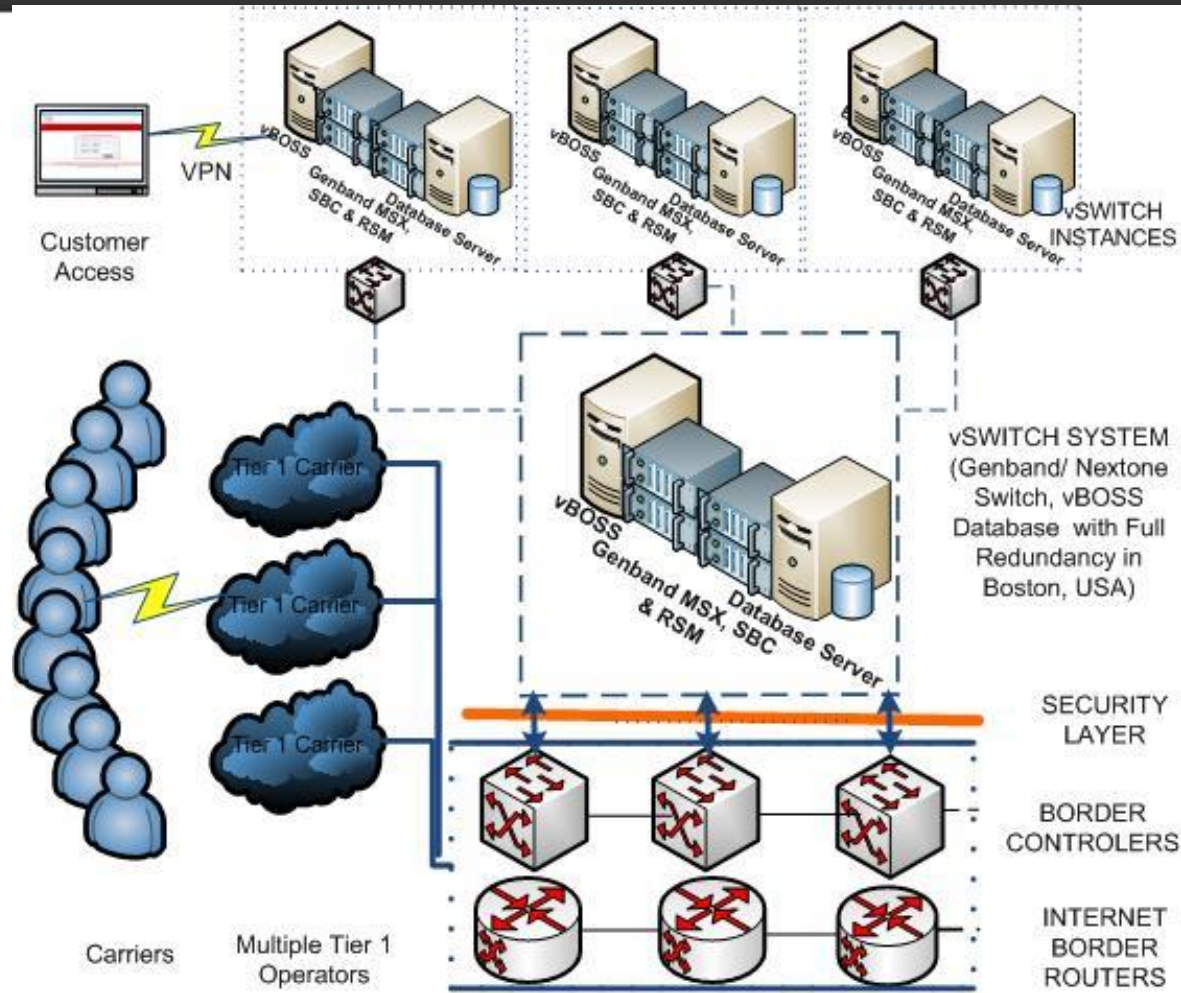 VPN
Customer
Access
vBOSS
Genband MSX,
SBC & RSM
Database Server
vBOSS
Genband MSX,
SBC & RSM
Database Server
vBOSS
Genband MSX,
SBC & RSM
Database Server
vSWITCH
INSTANCES
Tier 1 Carrier
Tier 1 Carrier
Tier 1 Carrier
vBOSS
Genband MSX, SBC
& RSM
Database Server
vSWITCH SYSTEM
(Genband/ Nextone
Switch, vBOSS
Database with Full
Redundancy in
Boston, USA)
SECURITY
LAYER
BORDER
CONTROLERS
INTERNET
BORDER
ROUTERS
Carriers
Multiple Tier 1
Operators